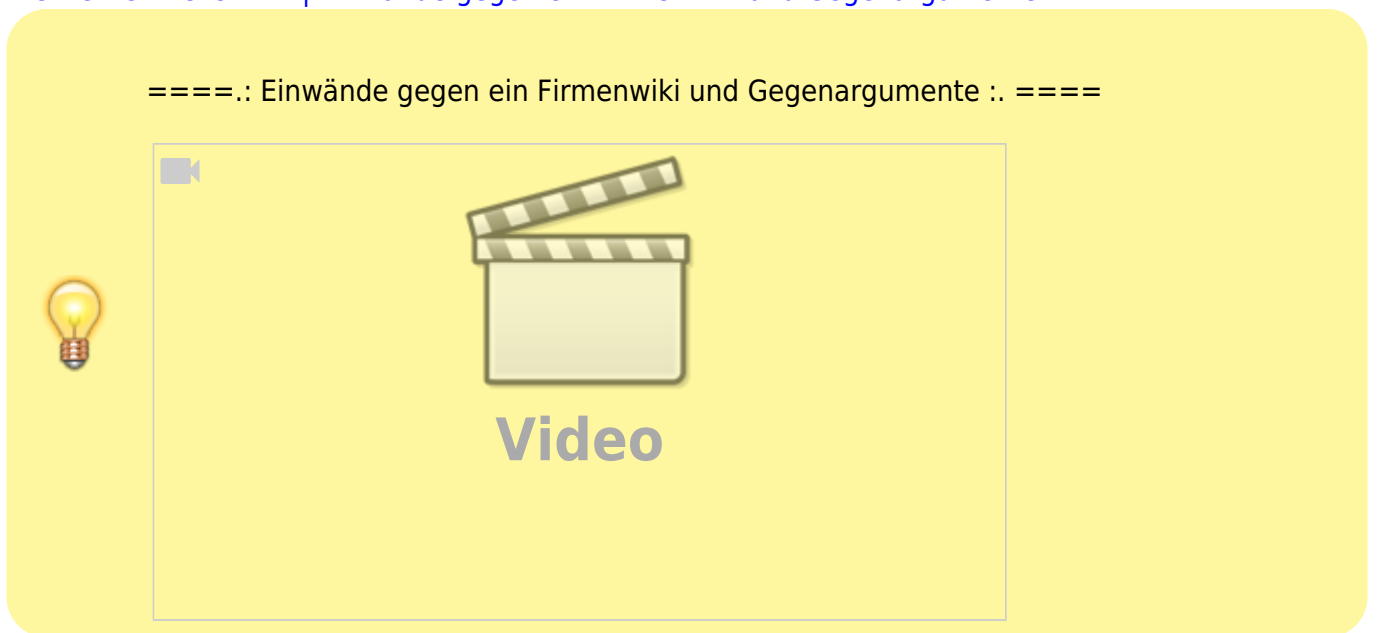 ====.: Einwände gegen ein Firmenwiki und Gegenargumente :. ====
Video